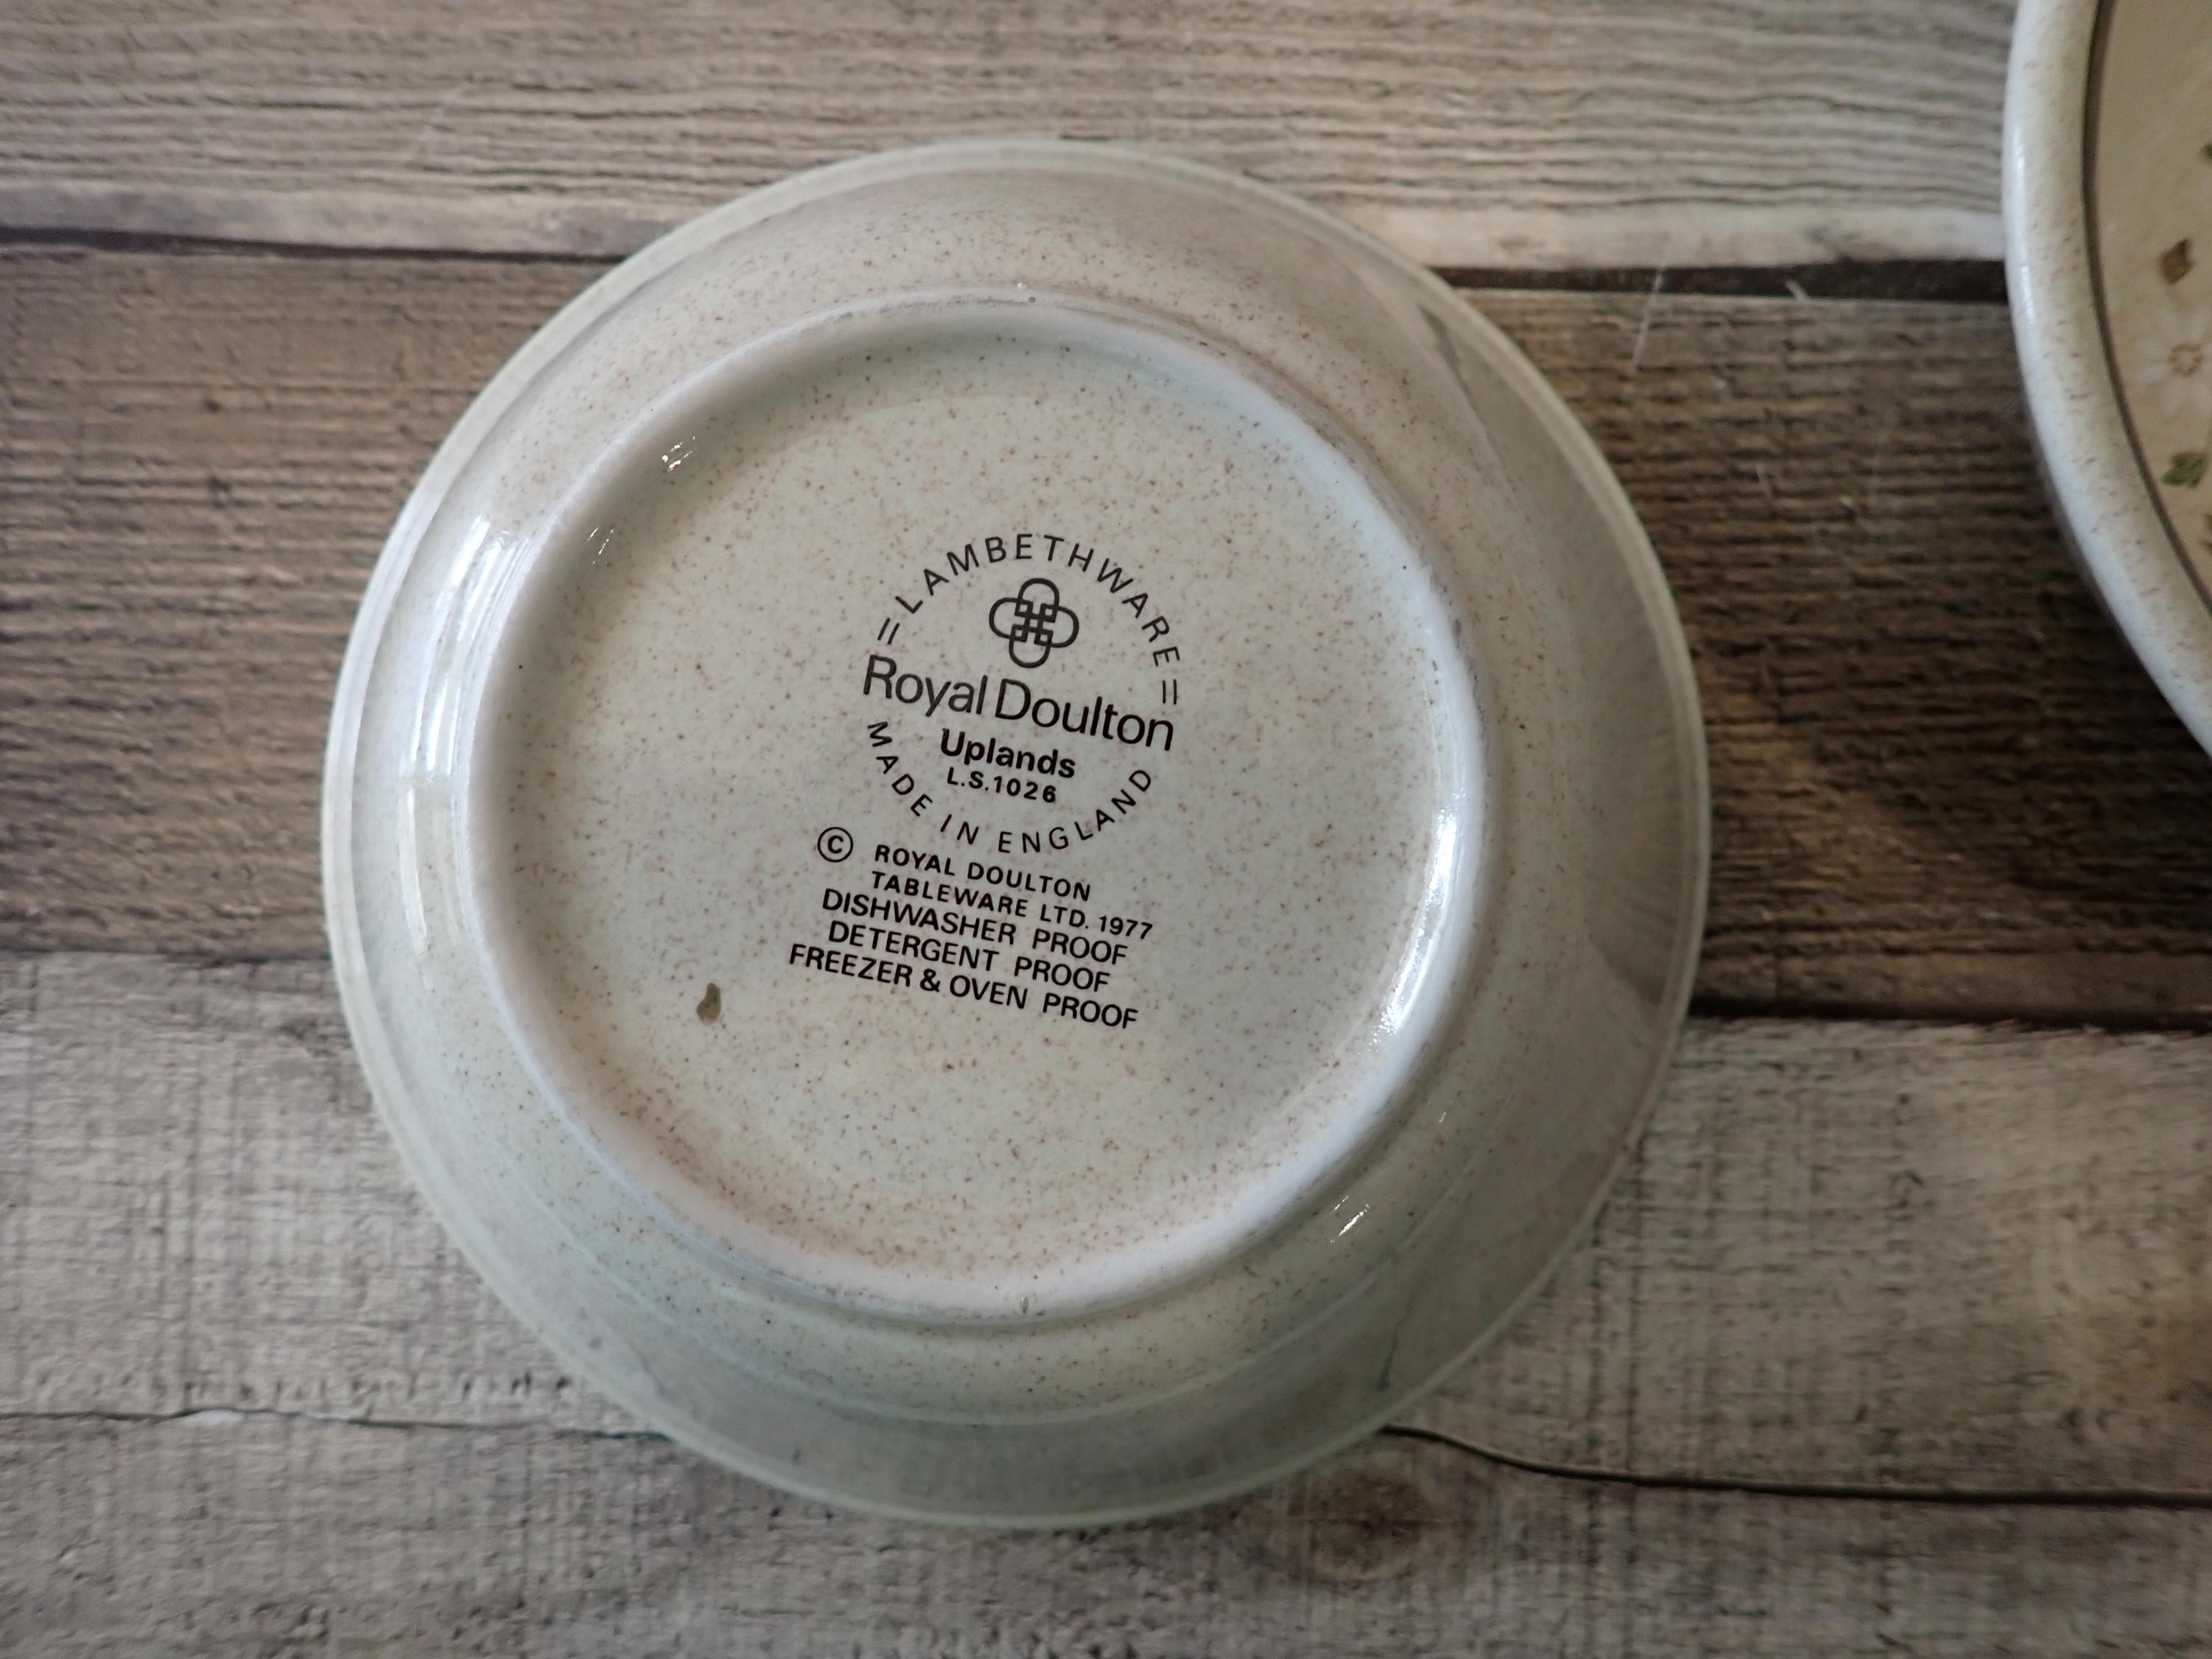 =LAMBETHWARE=
Royal Doulton
Uplands
L.S.1026
MADE IN ENGLAND
© ROYAL DOULTON
TABLEWARE LTD. 1977
DISHWASHER PROOF
DETERGENT PROOF
FREEZER & OVEN PROOF